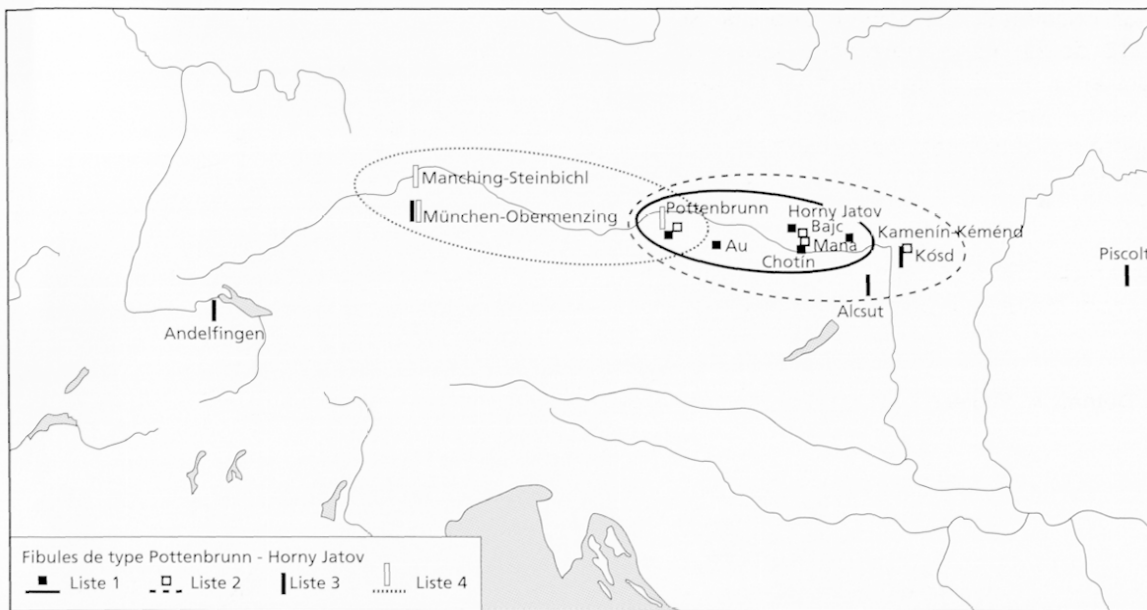 Manching-Steinbichl
München-Obermenzing
Pottenbrunn
Horny Jatov
Bajc
Kamenín-Kéménd
Au
Mana
Kósd
Chotín
Piscolt
Alcsut
Andelfingen
Fibules de type Pottenbrunn - Horny Jatov
Liste 1 Liste 2 Liste 3 Liste 4